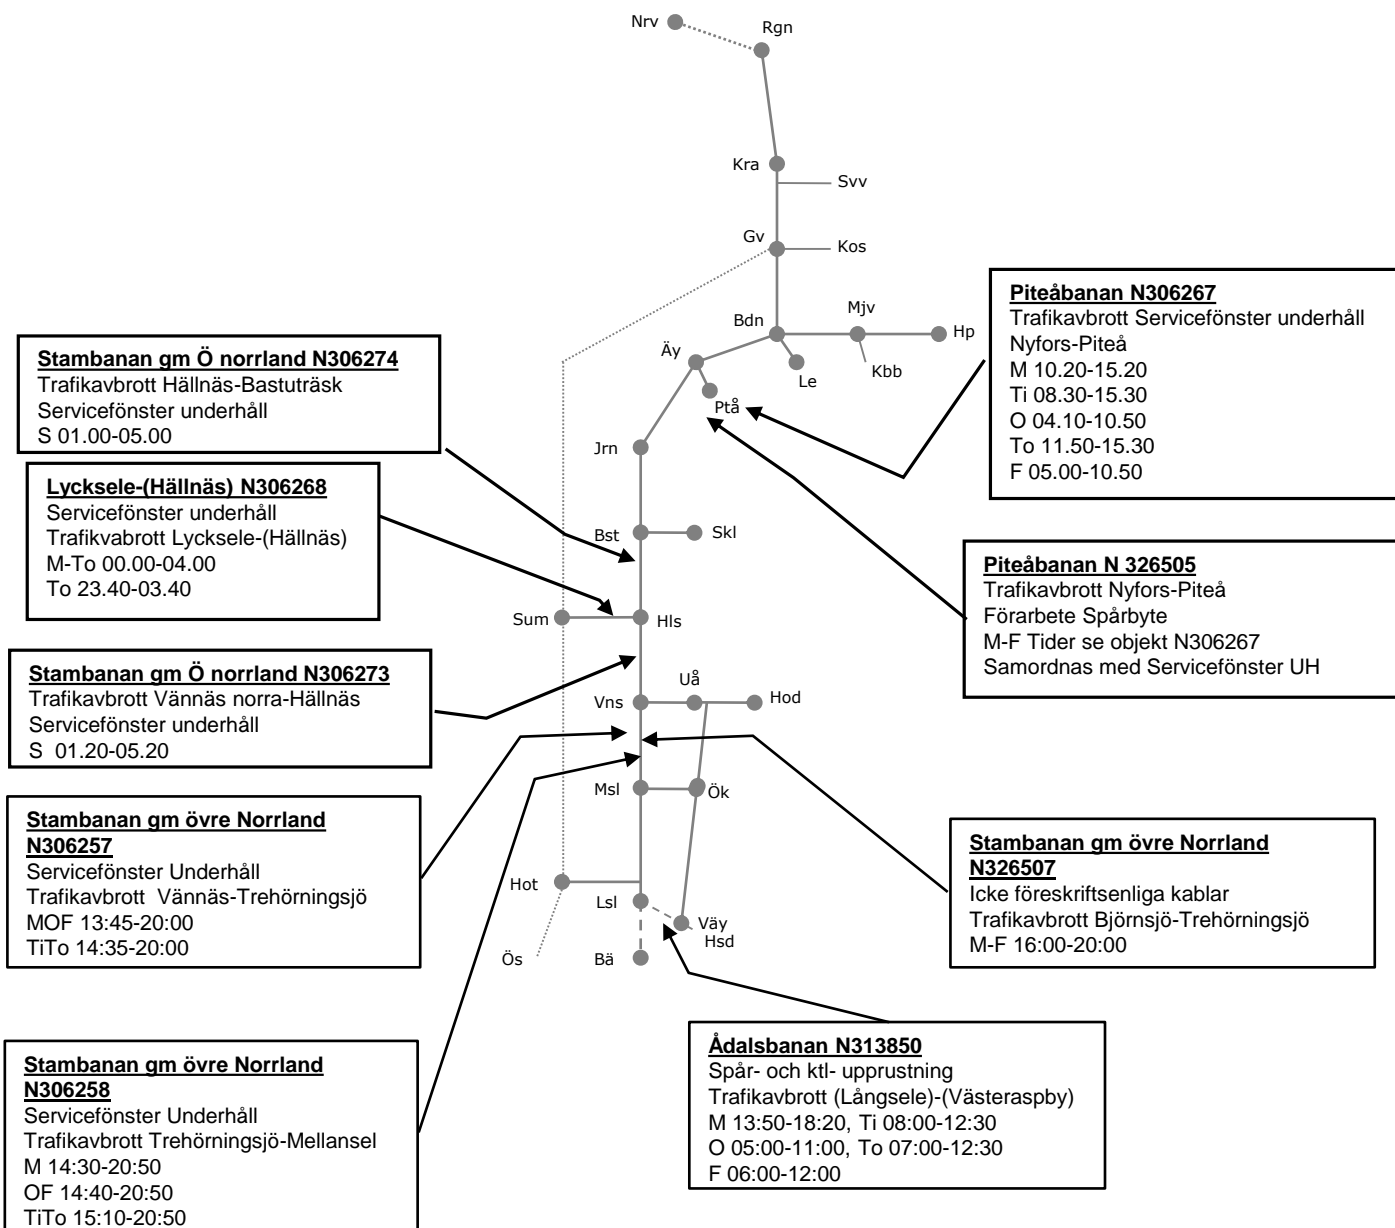 Nrv
Rgn
Kra
Svv
Gv
Kos
Bdn
Mjv
Hp
Äy
Le
Kbb
Ptå
Jrn
Bst
Skl
Sum
Hls
Vns
Uå
Hod
Msl
Ök
Hot
Lsl
Väy
Hsd
Ös
Bä
Stambanan gm Ö norrland N306274
Trafikavbrott Hällnäs-Bastuträsk
Servicefönster underhåll
S 01.00-05.00
Lycksele-(Hällnäs) N306268
Servicefönster underhåll
Trafikvabrott Lycksele-(Hällnäs)
M-To 00.00-04.00
To 23.40-03.40
Stambanan gm Ö norrland N306273
Trafikavbrott Vännäs norra-Hällnäs
Servicefönster underhåll
S  01.20-05.20
Stambanan gm övre Norrland
N306257
Servicefönster Underhåll
Trafikavbrott  Vännäs-Trehörningsjö
MOF 13:45-20:00
TiTo 14:35-20:00
Stambanan gm övre Norrland
N306258
Servicefönster Underhåll
Trafikavbrott Trehörningsjö-Mellansel
M 14:30-20:50
OF 14:40-20:50
TiTo 15:10-20:50
Piteåbanan N306267
Trafikavbrott Servicefönster underhåll
Nyfors-Piteå
M 10.20-15.20
Ti 08.30-15.30
O 04.10-10.50
To 11.50-15.30
F 05.00-10.50
Piteåbanan N 326505
Trafikavbrott Nyfors-Piteå
Förarbete Spårbyte
M-F Tider se objekt N306267
Samordnas med Servicefönster UH
Stambanan gm övre Norrland
N326507
Icke föreskriftsenliga kablar
Trafikavbrott Björnsjö-Trehörningsjö
M-F 16:00-20:00
Ådalsbanan N313850
Spår- och ktl- upprustning
Trafikavbrott (Långsele)-(Västeraspby)
M 13:50-18:20, Ti 08:00-12:30
O 05:00-11:00, To 07:00-12:30
F 06:00-12:00